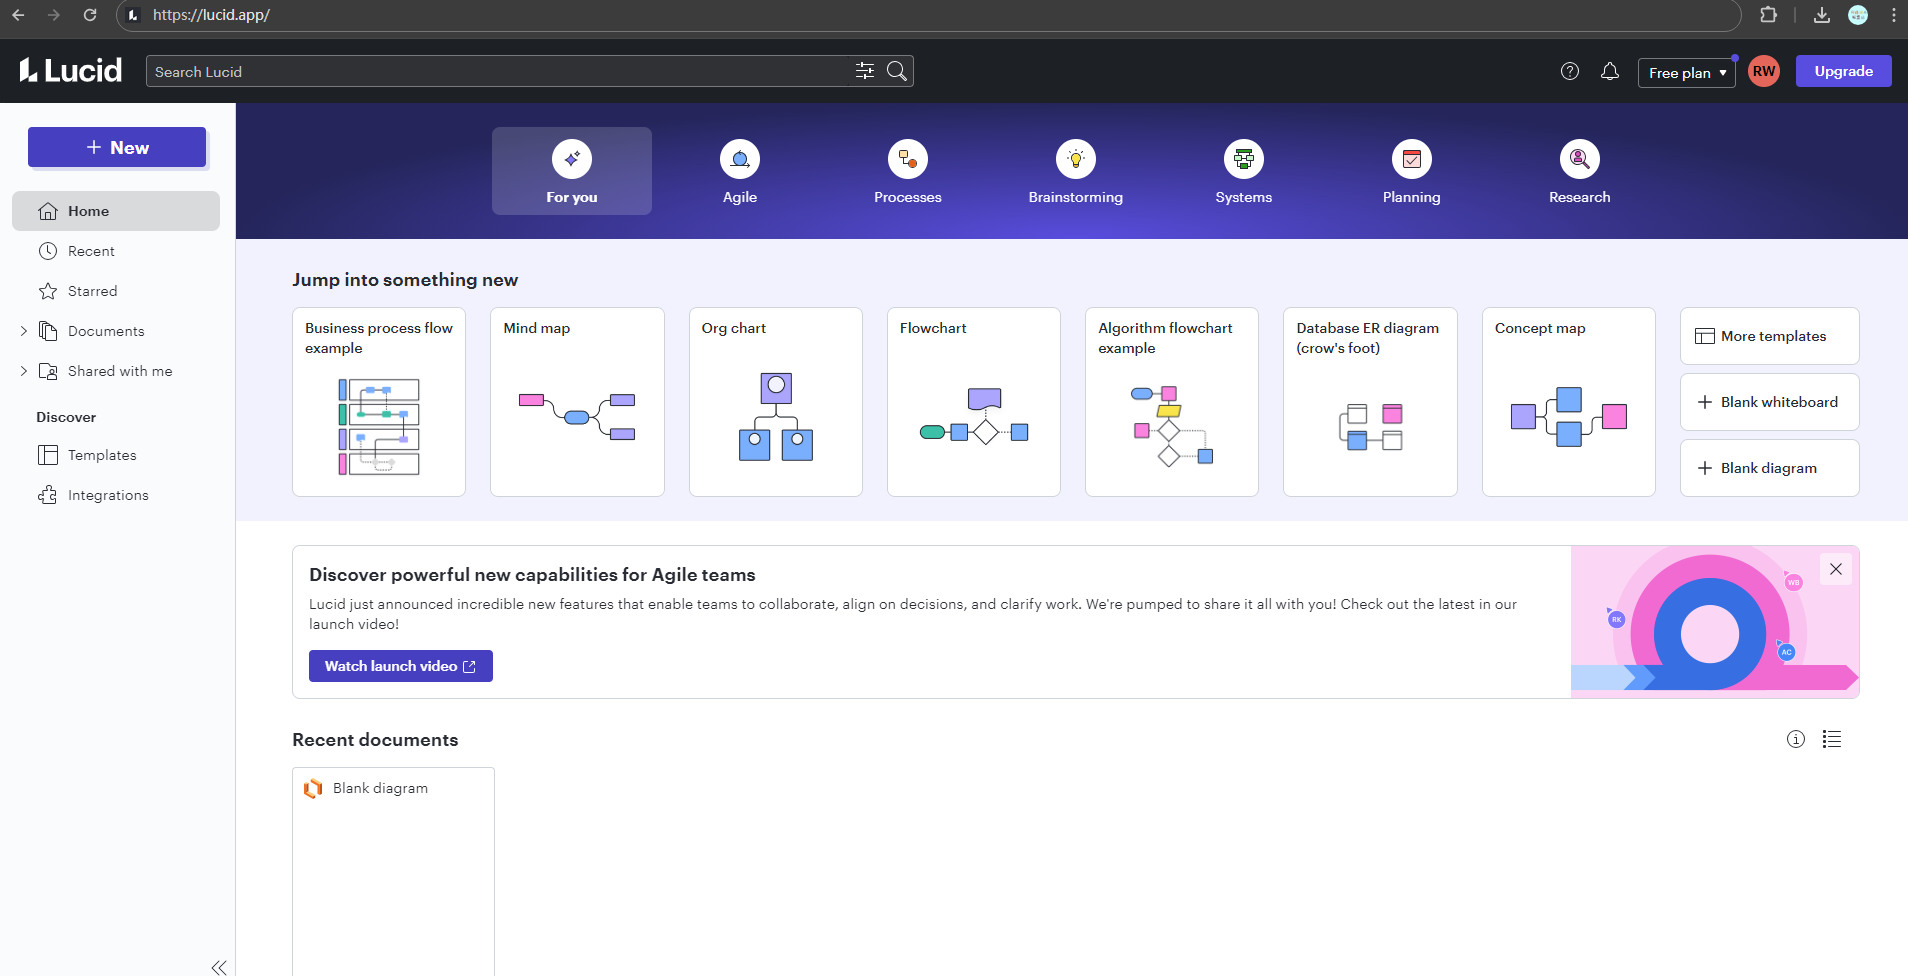 https://lucid.app/
Lucid
Search Lucid
Free plan
RW
Upgrade
+ New
Home
Recent
Starred
Documents
Shared with me
Discover
Templates
Integrations
For you
Agile
Processes
Brainstorming
Systems
Planning
Research
Jump into something new
Business process flow
example
Mind map
Org chart
Flowchart
Algorithm flowchart
example
Database ER diagram
(crow's foot)
Concept map
More templates
+ Blank whiteboard
+ Blank diagram
Discover powerful new capabilities for Agile teams
Lucid just announced incredible new features that enable teams to collaborate, align on decisions, and clarify work. We're pumped to share it all with you! Check out the latest in our
launch video!
Watch launch video
WB
RK
AC
Recent documents
Blank diagram